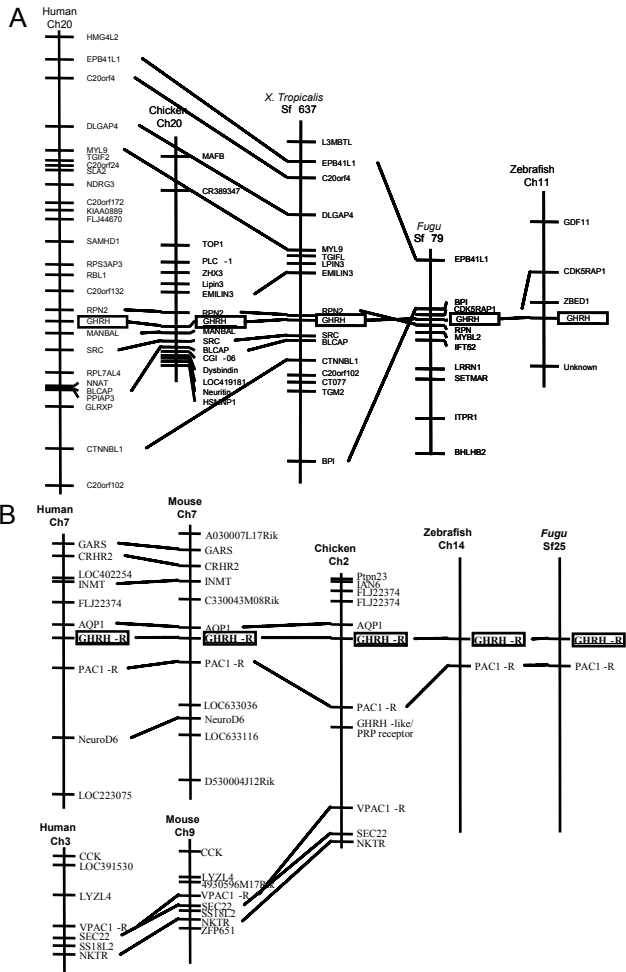 A
Human
Ch20
HMG4L2
EPB41L1
C20orf4
DLGAP4
MYL9
TGIF2
C20orf24
SLA2
NDRG3
C20orf172
KIAA0889
FLJ44670
SAMHD1
RPS3AP3
RBL1
C20orf132
RPN2
GHRH
MANBAL
SRC
RPL7AL4
NNAT
BLCAP
PPIAP3
GLRXP
CTNNBL1
C20orf102
Chicken
Ch20
MAFB
CR389347
TOP1
PLC -1
ZHX3
Lipin3
EMILIN3
RPN2
GHRH
MANBAL
SRC
BLCAP
CGI -06
Dysbindin
LOC419181
Neuritin
HSMNP1
X. Tropicalis
Sf 637
L3MBTL
EPB41L1
C20orf4
DLGAP4
MYL9
TGIFL
LPIN3
EMILIN3
RPN2
GHRH
SRC
BLCAP
CTNNBL1
C20orf102
CT077
TGM2
BPI
Fugu
Sf 79
EPB41L1
BPI
CDK5RAP1
GHRH
RPN
MYBL2
IFT52
LRRN1
SETMAR
ITPR1
BHLHB2
Zebrafish
Ch11
GDF11
CDK5RAP1
ZBED1
GHRH
Unknown
B
Human
Ch7
GARS
CRHR2
LOC402254
INMT
FLJ22374
AQP1
GHRH -R
PAC1 -R
NeuroD6
LOC223075
Mouse
Ch7
A030007L17Rik
GARS
CRHR2
INMT
C330043M08Rik
AQP1
GHRH -R
PAC1 -R
LOC633036
NeuroD6
LOC633116
D530004J12Rik
Chicken
Ch2
Ptpn23
IAN6
FLJ22374
FLJ22374
AQP1
GHRH -R
PAC1 -R
GHRH -like/
PRP receptor
VPAC1 -R
SEC22
NKTR
Zebrafish
Ch14
GHRH -R
PAC1 -R
Fugu
Sf25
GHRH -R
PAC1 -R
Human
Ch3
CCK
LOC391530
LYZL4
VPAC1 -R
SEC22
SS18L2
NKTR
Mouse
Ch9
CCK
LYZL4
4930596M17Rik
VPAC1 -R
SEC22
SS18L2
NKTR
ZFP651